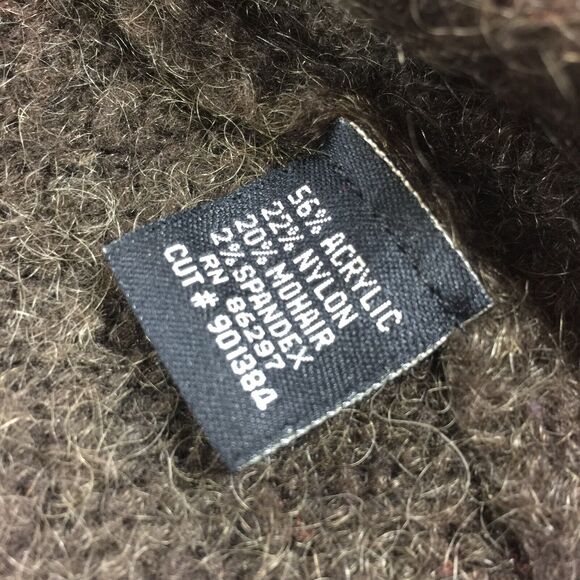 56% ACRYLIC
22% NYLON
20% MOHAIR
2% SPANDEX
RN 86297
CUT # 901384